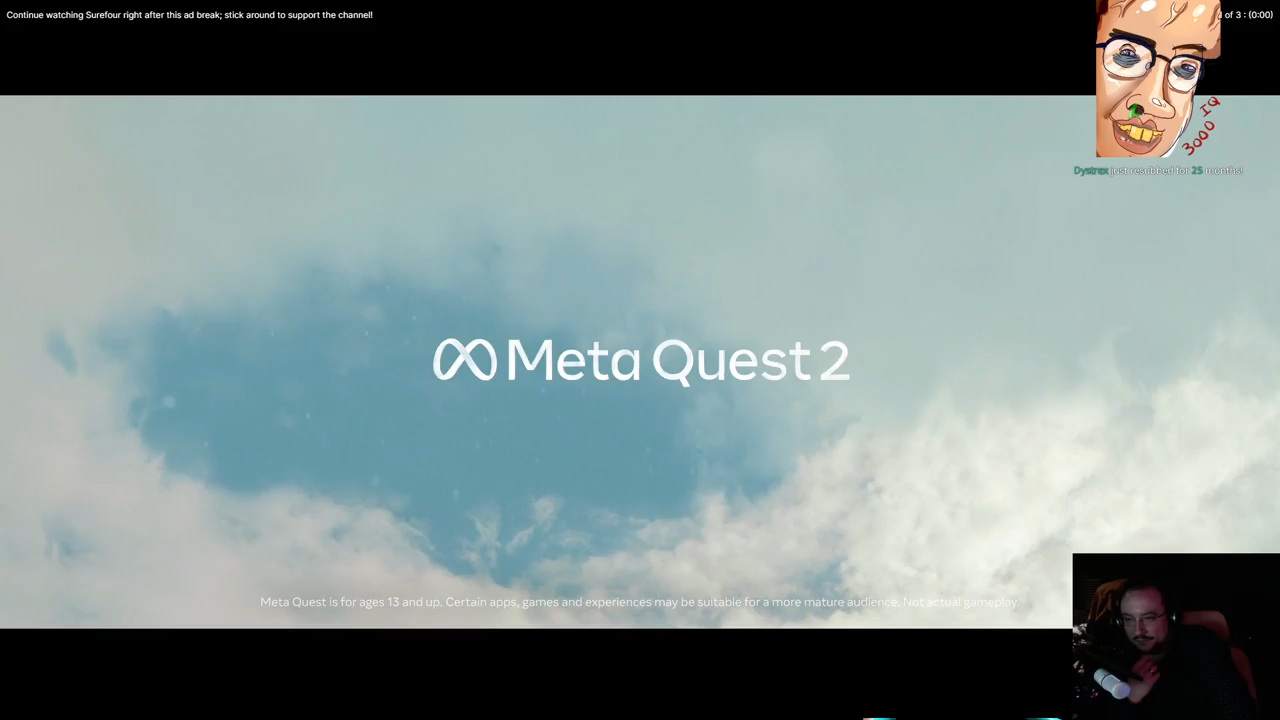 Continue watching Surefour right after this ad break; stick around to support the channel!
of 3 : (0:00)
3000 IQ
Dystrex just resubbed for 25 months!
Meta Quest 2
Meta Quest is for ages 13 and up. Certain apps, games and experiences may be suitable for a more mature audience. Not actual gameplay.